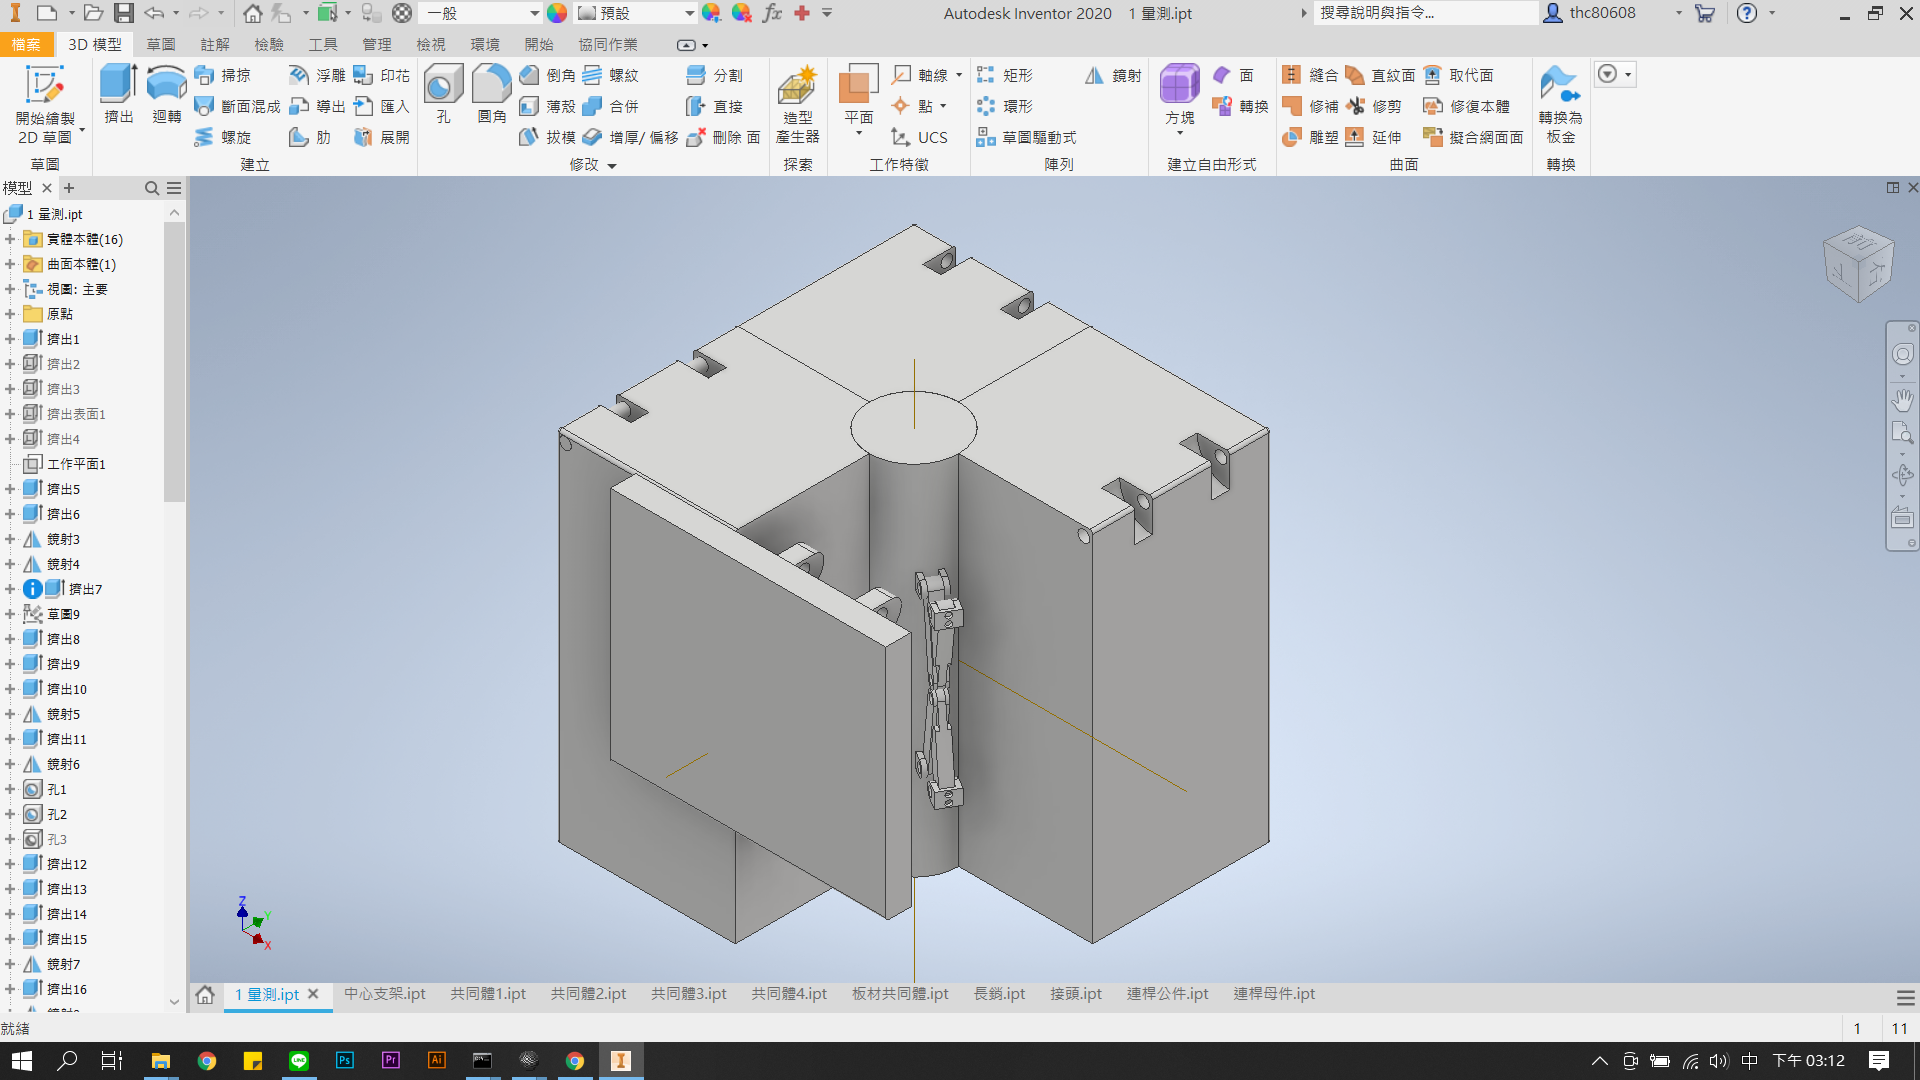 一般
預設
Autodesk Inventor 2020 1 量測.ipt
搜尋說明與指令...
thc80608
檔案 3D 模型 草圖 註解 檢驗 工具 管理 檢視 環境 開始 協同作業
開始繪製
2D 草圖
草圖
擠出
迴轉
掃掠
斷面混成
螺旋
浮雕
導出
肋
印花
匯入
展開
建立
孔
圓角
倒角
薄殼
拔模
螺紋
合併
增厚/ 偏移
分割
直接
刪除 面
修改
造型
產生器
探索
平面
軸線
點
UCS
工作特徵
矩形
環形
草圖驅動式
鏡射
陣列
方塊
面
轉換
建立自由形式
縫合
修補
雕塑
直紋面
修剪
延伸
取代面
修復本體
擬合網面面
曲面
轉換為
板金
轉換
模型
1 量測.ipt
實體本體(16)
曲面本體(1)
視圖: 主要
原點
擠出1
擠出2
擠出3
擠出表面1
擠出4
工作平面1
擠出5
擠出6
鏡射3
鏡射4
擠出7
草圖9
擠出8
擠出9
擠出10
鏡射5
擠出11
鏡射6
孔1
孔2
孔3
擠出12
擠出13
擠出14
擠出15
鏡射7
擠出16
Z
Y
X
1 量測.ipt 中心支架.ipt 共同體1.ipt 共同體2.ipt 共同體3.ipt 共同體4.ipt 板材共同體.ipt 長銷.ipt 接頭.ipt 連桿公件.ipt 連桿母件.ipt
就緒
1 11
Ps
Pr
Ai
中
下午 03:12